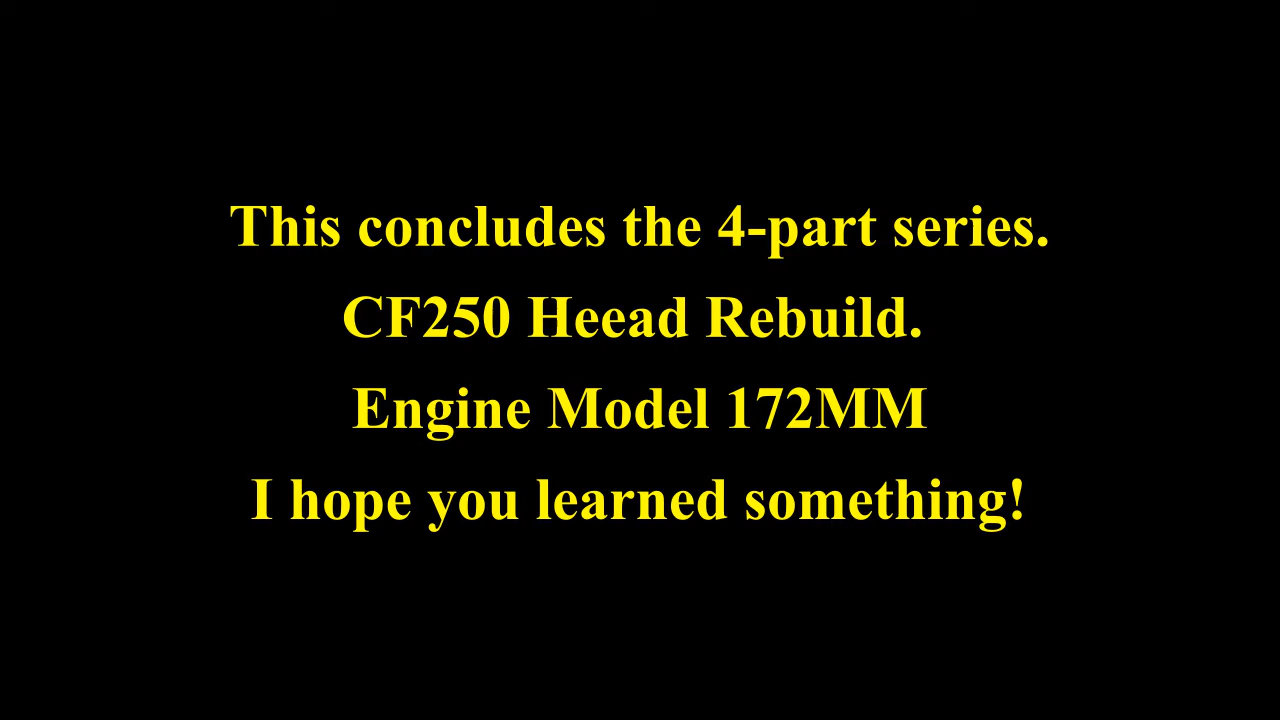 This concludes the 4-part series.
CF250 Heead Rebuild.
Engine Model 172MM
I hope you learned something!